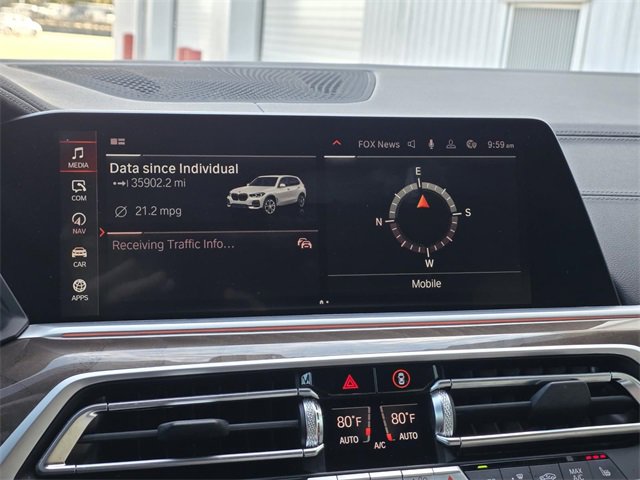 FOX News 9:59 am
MEDIA
COM
NAV
CAR
APPS
Data since Individual
35902.2 mi
21.2 mpg
Receiving Traffic Info...
E
N
S
W
Mobile
80°F
AUTO
A/C
80°F
AUTO
MAX
A/C